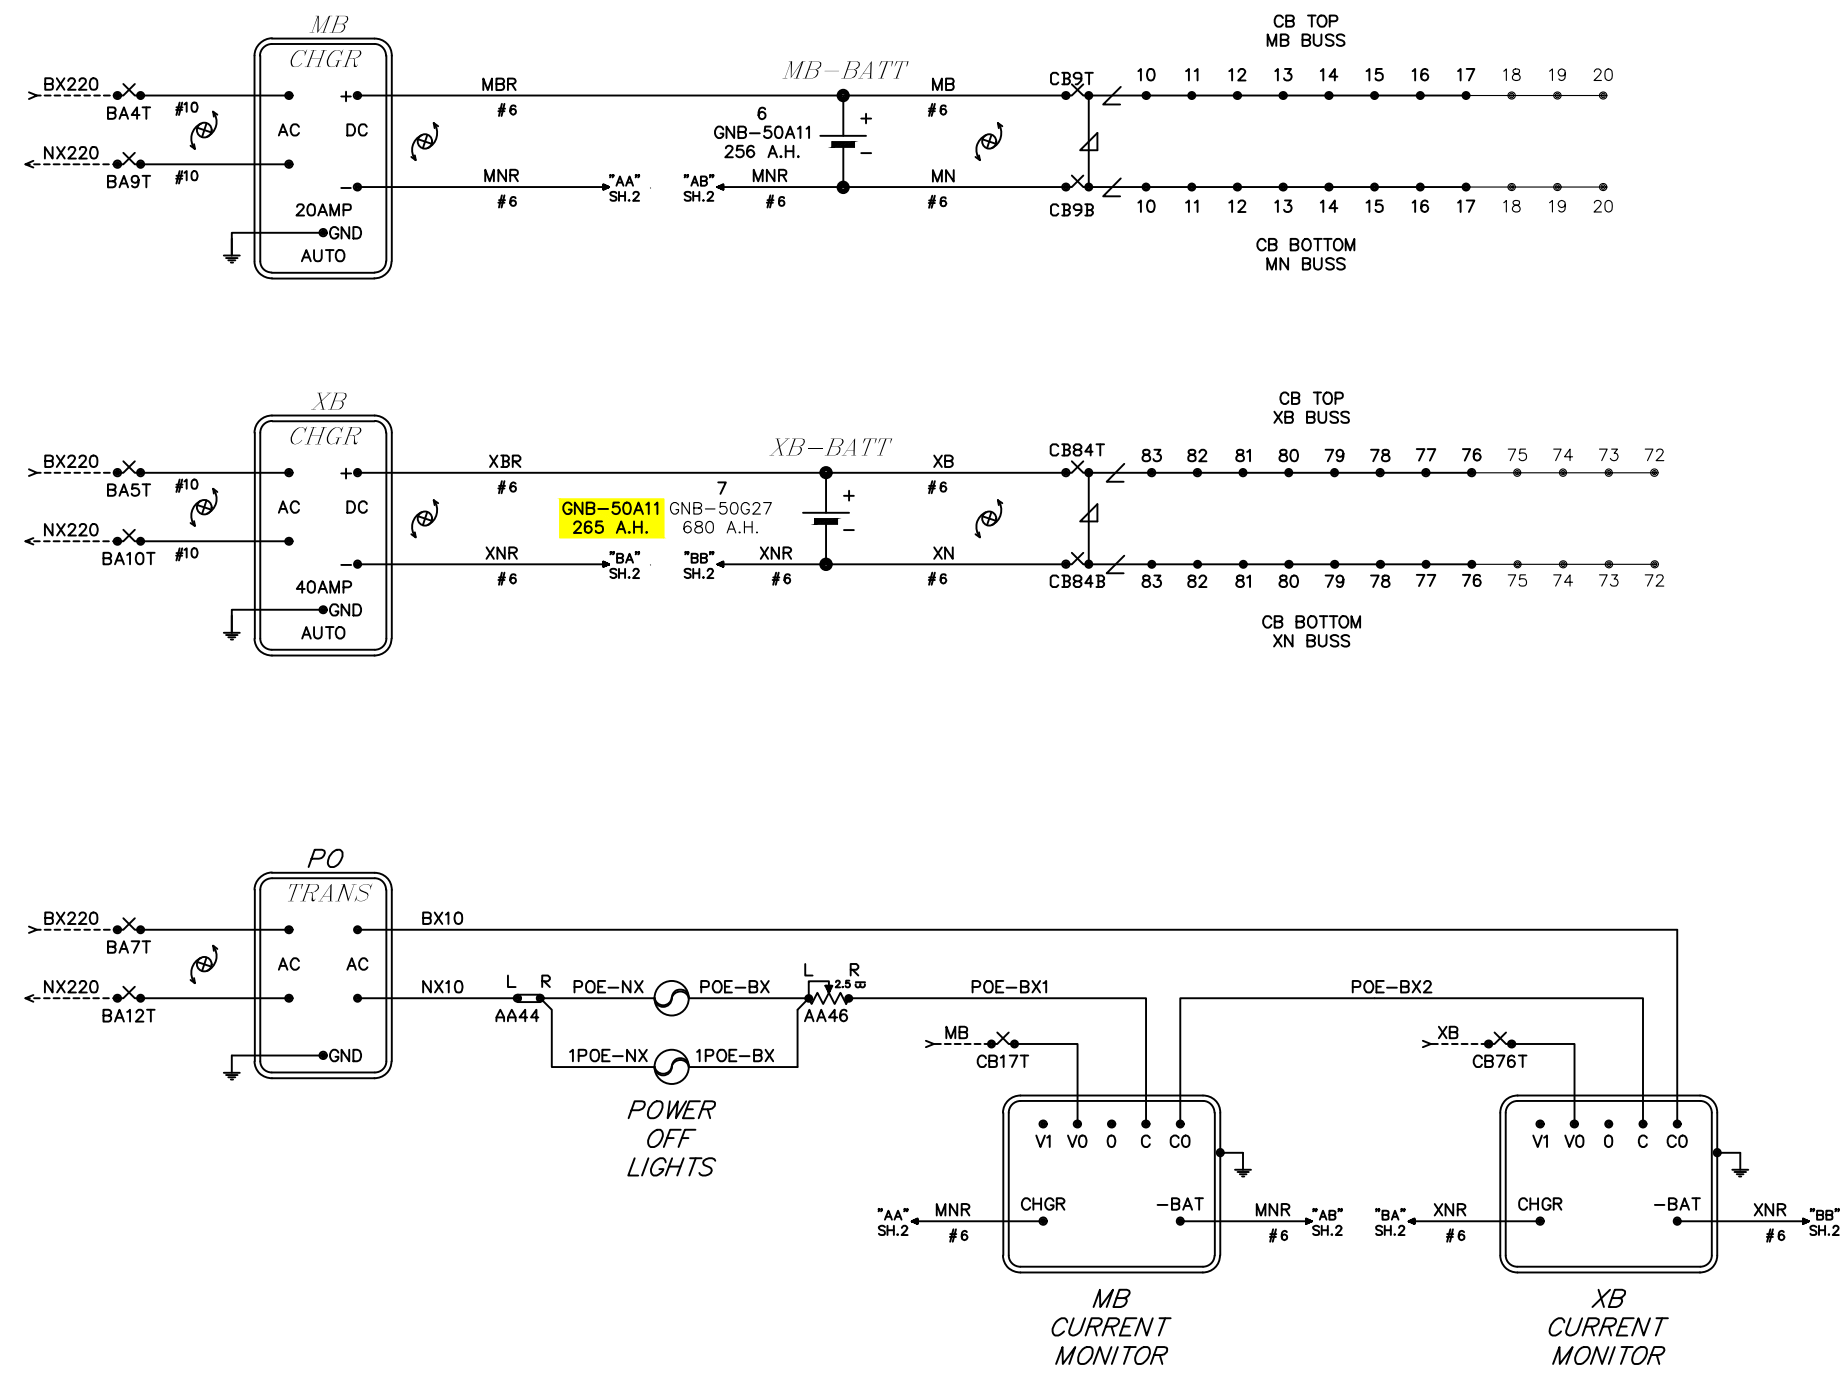 MB
CHGR
BX220
BA4T
#10
NX220
BA9T
#10
AC
DC
+
−
20AMP
GND
AUTO
MBR
#6
MNR
#6
"AA"
SH.2
"AB"
SH.2
MNR
#6
MB-BATT
6
GNB-50A11
256 A.H.
+
−
MB
#6
MN
#6
CB9T
CB9B
CB TOP
MB BUSS
10 11 12 13 14 15 16 17 18 19 20
10 11 12 13 14 15 16 17 18 19 20
CB BOTTOM
MN BUSS
XB
CHGR
BX220
BA5T
#10
NX220
BA10T
#10
AC
DC
+
−
40AMP
GND
AUTO
XBR
#6
XNR
#6
"BA"
SH.2
"BB"
SH.2
XNR
#6
XB-BATT
7
GNB-50A11 GNB-50G27
265 A.H. 680 A.H.
+
−
XB
#6
XN
#6
CB84T
CB84B
CB TOP
XB BUSS
83 82 81 80 79 78 77 76 75 74 73 72
83 82 81 80 79 78 77 76 75 74 73 72
CB BOTTOM
XN BUSS
PO
TRANS
BX220
BA7T
NX220
BA12T
AC
AC
GND
BX10
NX10
L R
AA44
POE-NX
POE-BX
1POE-NX
1POE-BX
POWER
OFF
LIGHTS
L R
2.5
AA46
POE-BX1
POE-BX2
MB
CB17T
V1 V0 0 C C0
CHGR
-BAT
"AA"
SH.2
MNR
#6
MNR
#6
"AB"
SH.2
MB
CURRENT
MONITOR
XB
CB76T
V1 V0 0 C C0
CHGR
-BAT
"BA"
SH.2
XNR
#6
XNR
#6
"BB"
SH.2
XB
CURRENT
MONITOR